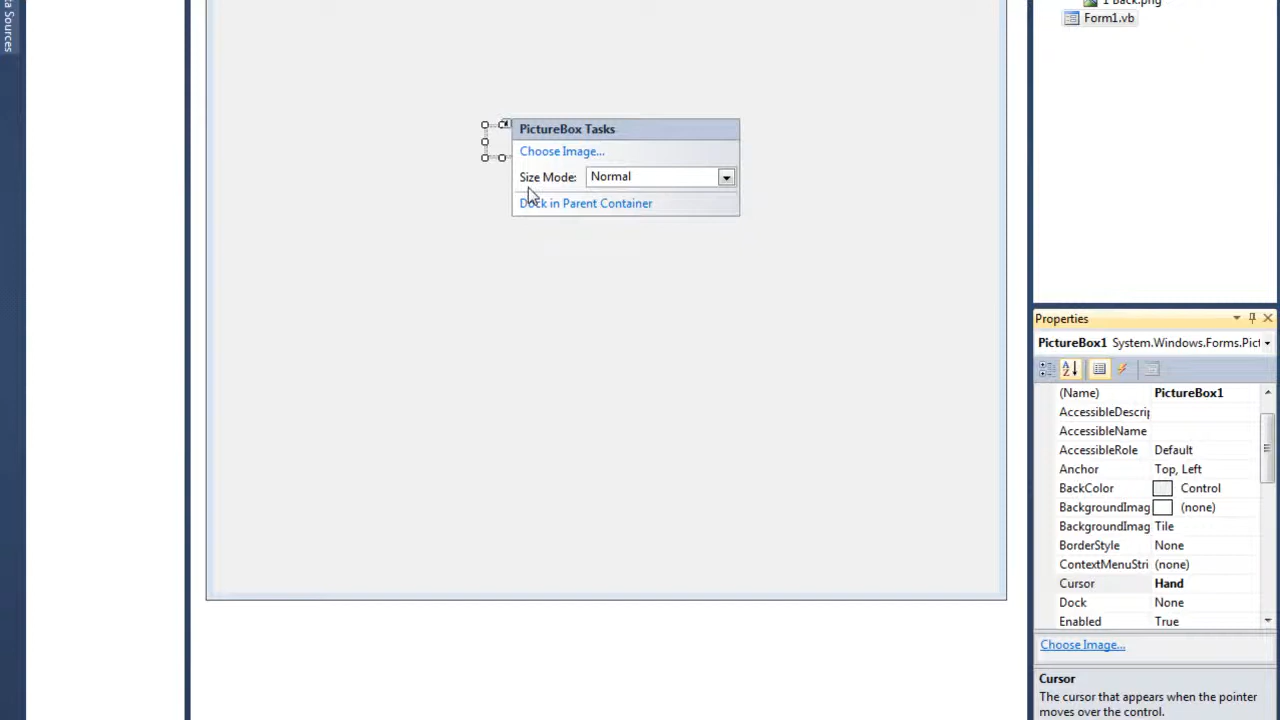 ta Sources
1 Back.png
Form1.vb
PictureBox Tasks
Choose Image...
Size Mode: Normal
Dock in Parent Container
Properties
PictureBox1 System.Windows.Forms.Pict
(Name) PictureBox1
AccessibleDescrip
AccessibleName
AccessibleRole Default
Anchor Top, Left
BackColor Control
BackgroundImag (none)
BackgroundImag Tile
BorderStyle None
ContextMenuStri (none)
Cursor Hand
Dock None
Enabled True
Choose Image...
Cursor
The cursor that appears when the pointer
moves over the control.